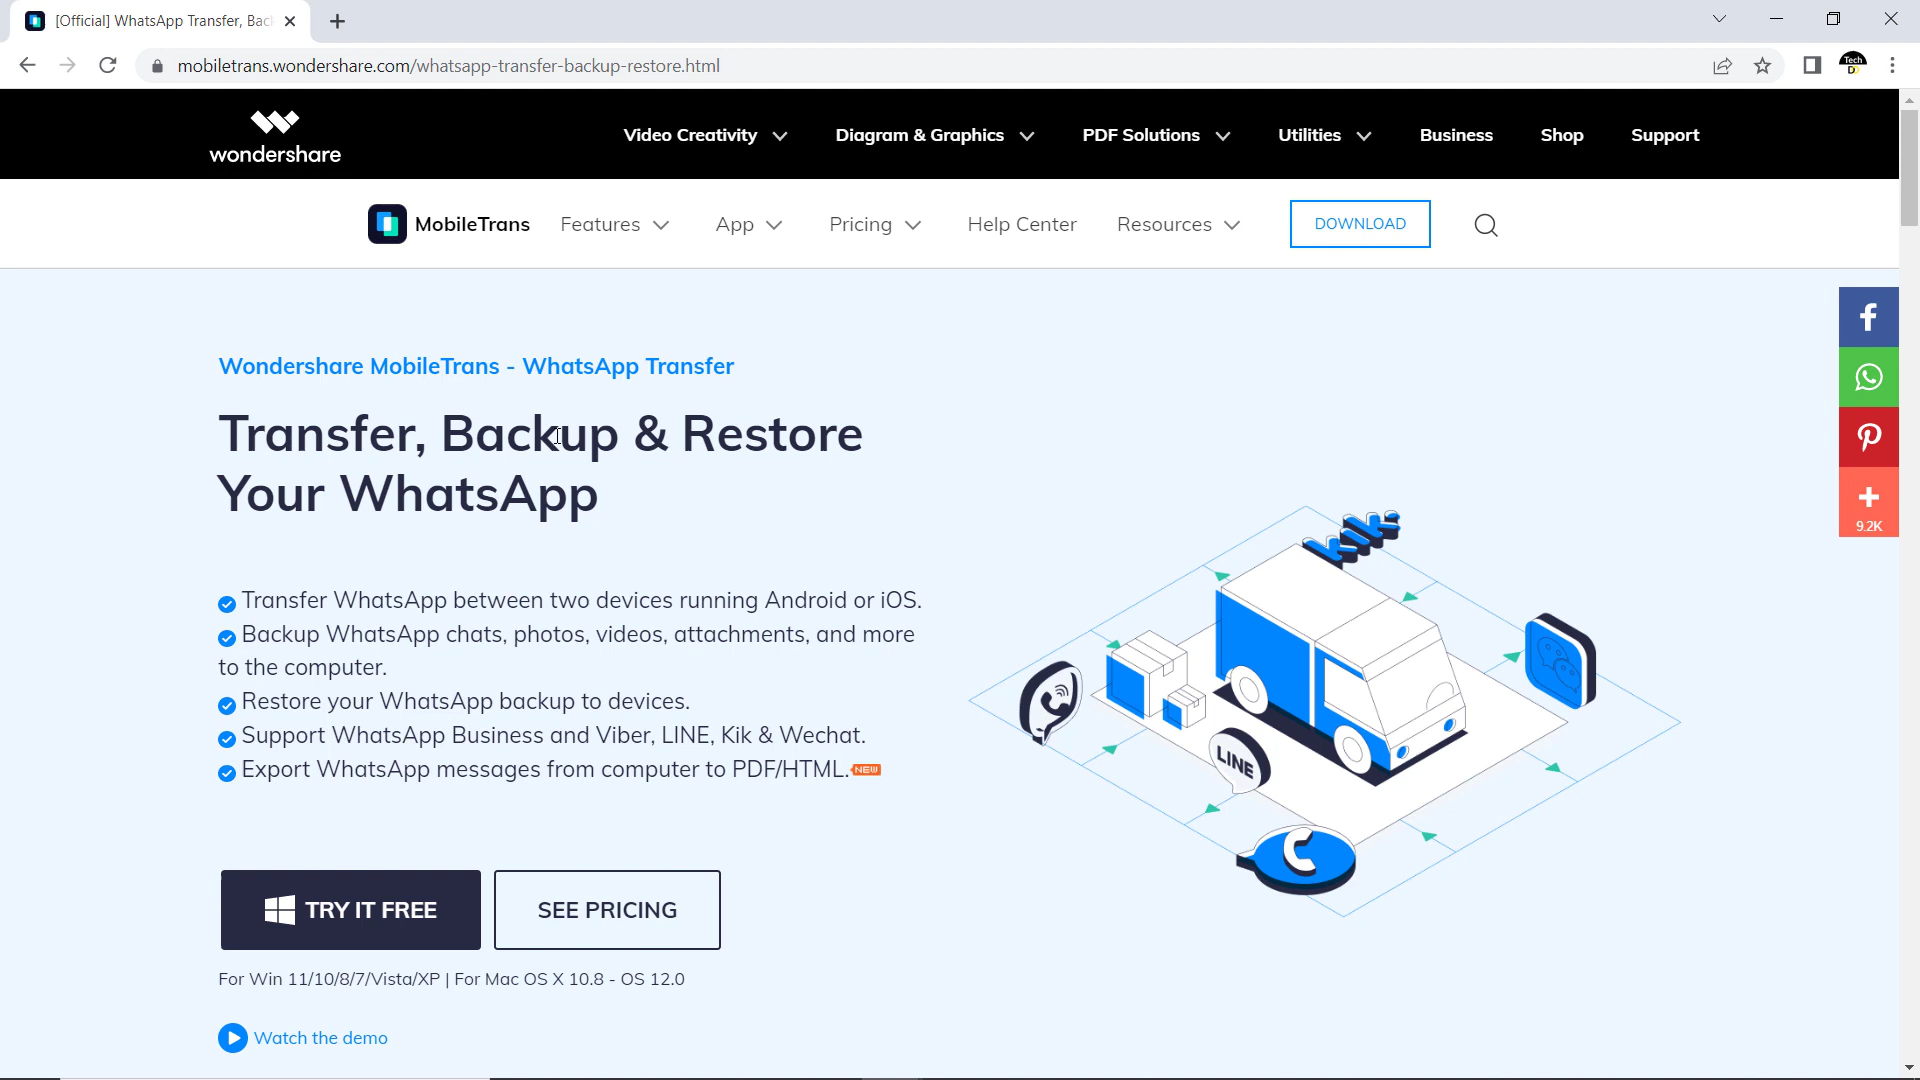 [Official] WhatsApp Transfer, Bac
mobiletrans.wondershare.com/whatsapp-transfer-backup-restore.html
Tech
D
wondershare
Video Creativity
Diagram & Graphics
PDF Solutions
Utilities
Business
Shop
Support
MobileTrans
Features
App
Pricing
Help Center
Resources
DOWNLOAD
Wondershare MobileTrans - WhatsApp Transfer
Transfer, Backup & Restore
Your WhatsApp
Transfer WhatsApp between two devices running Android or iOS.
Backup WhatsApp chats, photos, videos, attachments, and more
to the computer.
Restore your WhatsApp backup to devices.
Support WhatsApp Business and Viber, LINE, Kik & Wechat.
Export WhatsApp messages from computer to PDF/HTML. NEW
TRY IT FREE
SEE PRICING
For Win 11/10/8/7/Vista/XP | For Mac OS X 10.8 - OS 12.0
Watch the demo
kik
LINE
9.2K